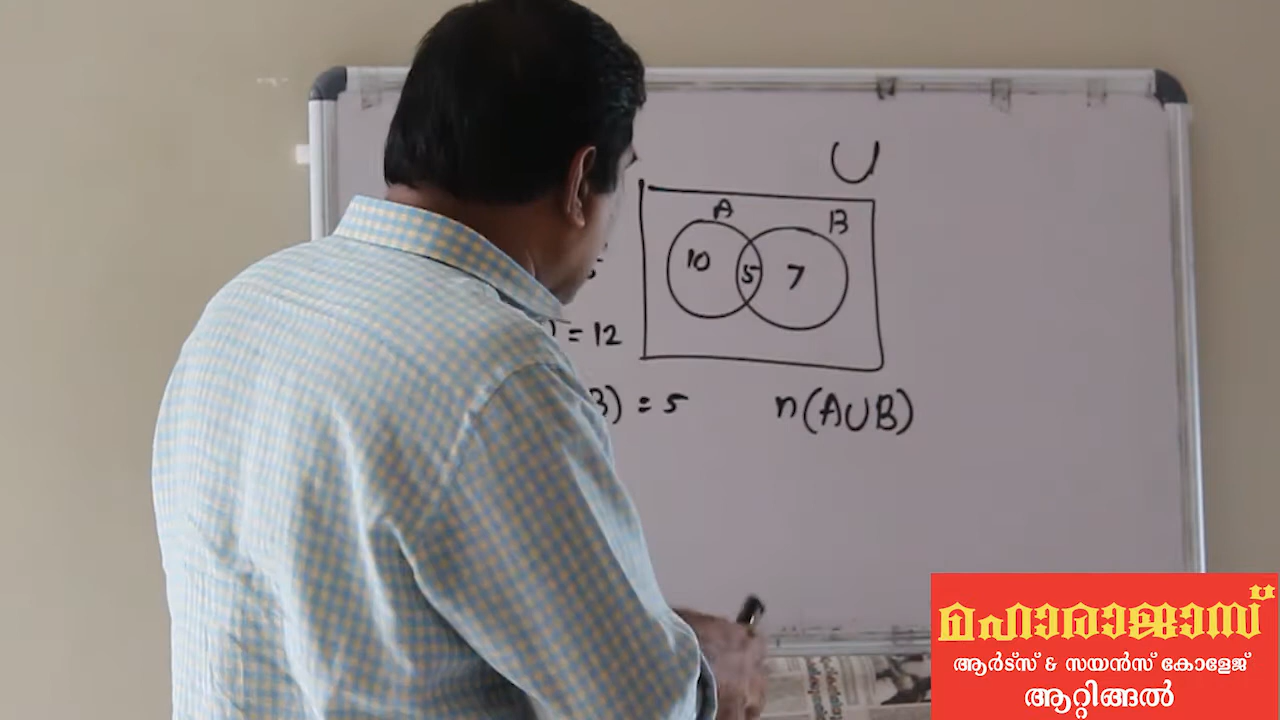 U
A B
10 5 7
) = 12
B) = 5
n(A∪B)
മഹാരാജാസ്
ആർട്സ് & സയൻസ് കോളേജ്
ആറ്റിങ്ങൽ